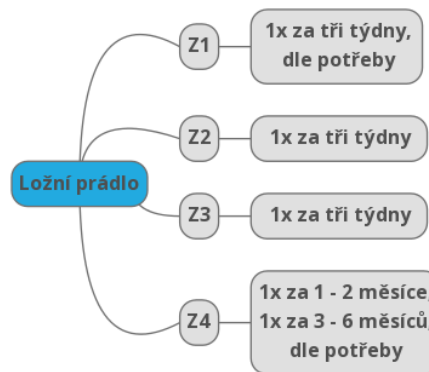 Z1
1x za tři týdny,
dle potřeby
Z2
1x za tři týdny
Ložní prádlo
Z3
1x za tři týdny
Z4
1x za 1 - 2 měsíce,
1x za 3 - 6 měsíců,
dle potřeby